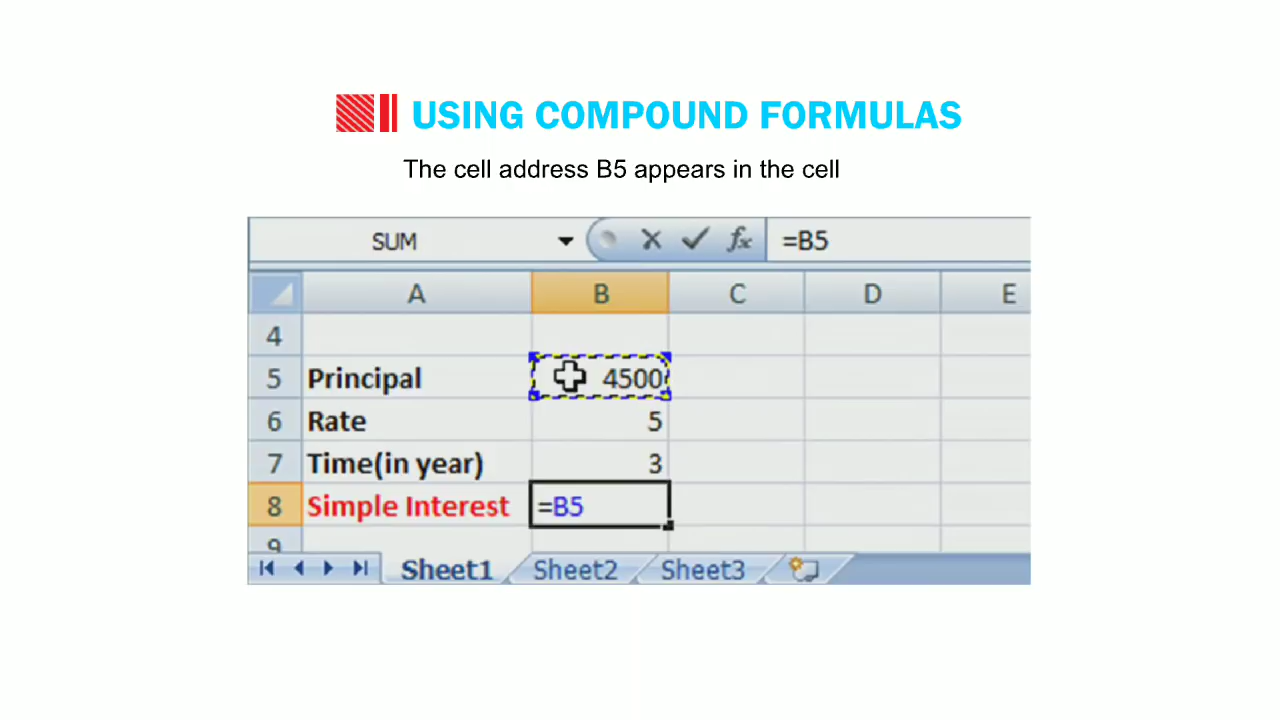 USING COMPOUND FORMULAS
The cell address B5 appears in the cell
SUM fx =B5
A B C D E
4
5 Principal 4500
6 Rate 5
7 Time(in year) 3
8 Simple Interest =B5
9
Sheet1 Sheet2 Sheet3